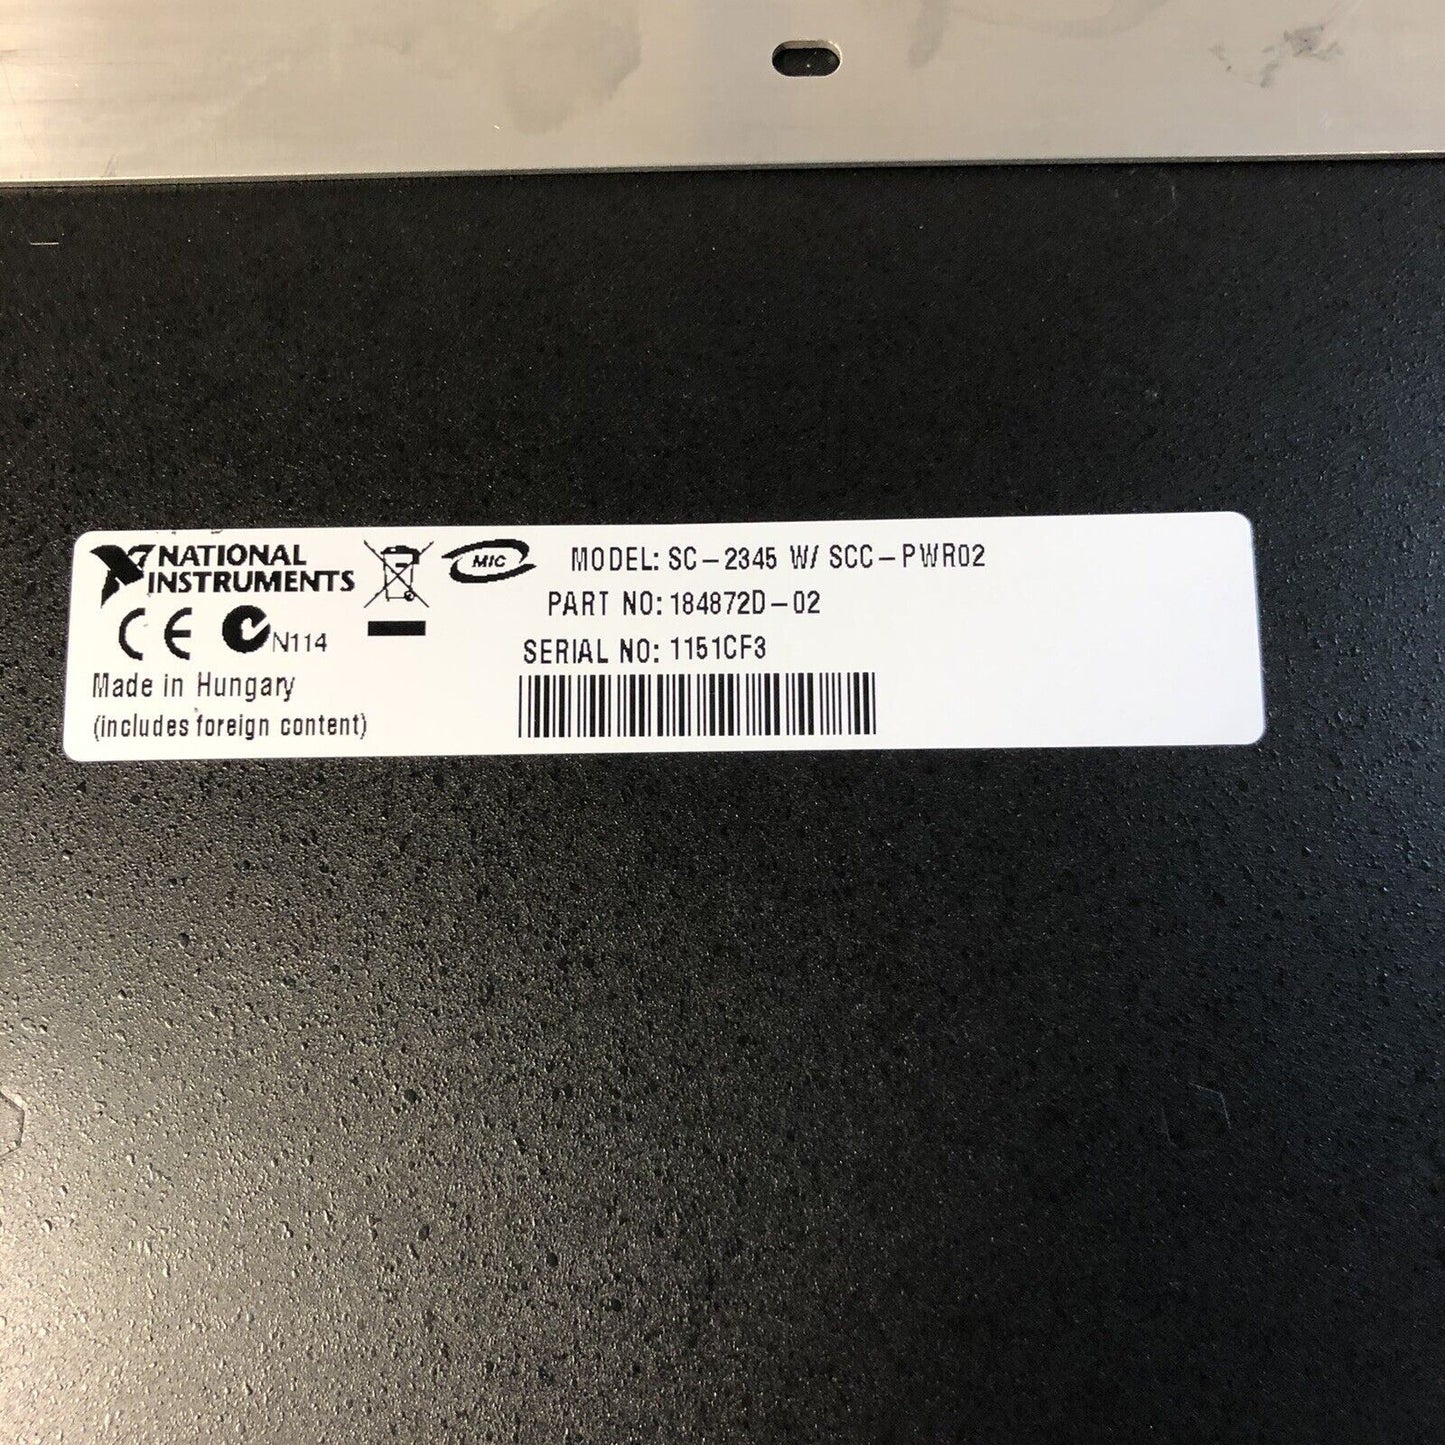 NATIONAL
INSTRUMENTS
MIC
MODEL: SC-2345 W/ SCC-PWR02
PART NO: 184872D-02
CE N114
SERIAL NO: 1151CF3
Made in Hungary
(includes foreign content)